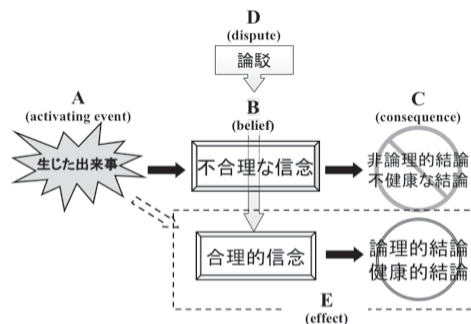 D
(dispute)
論駁
A
(activating event)
B
(belief)
C
(consequence)
生じた出来事
不合理な信念
非論理的結論
不健康な結論
合理的信念
論理的結論
健康的結論
E
(effect)